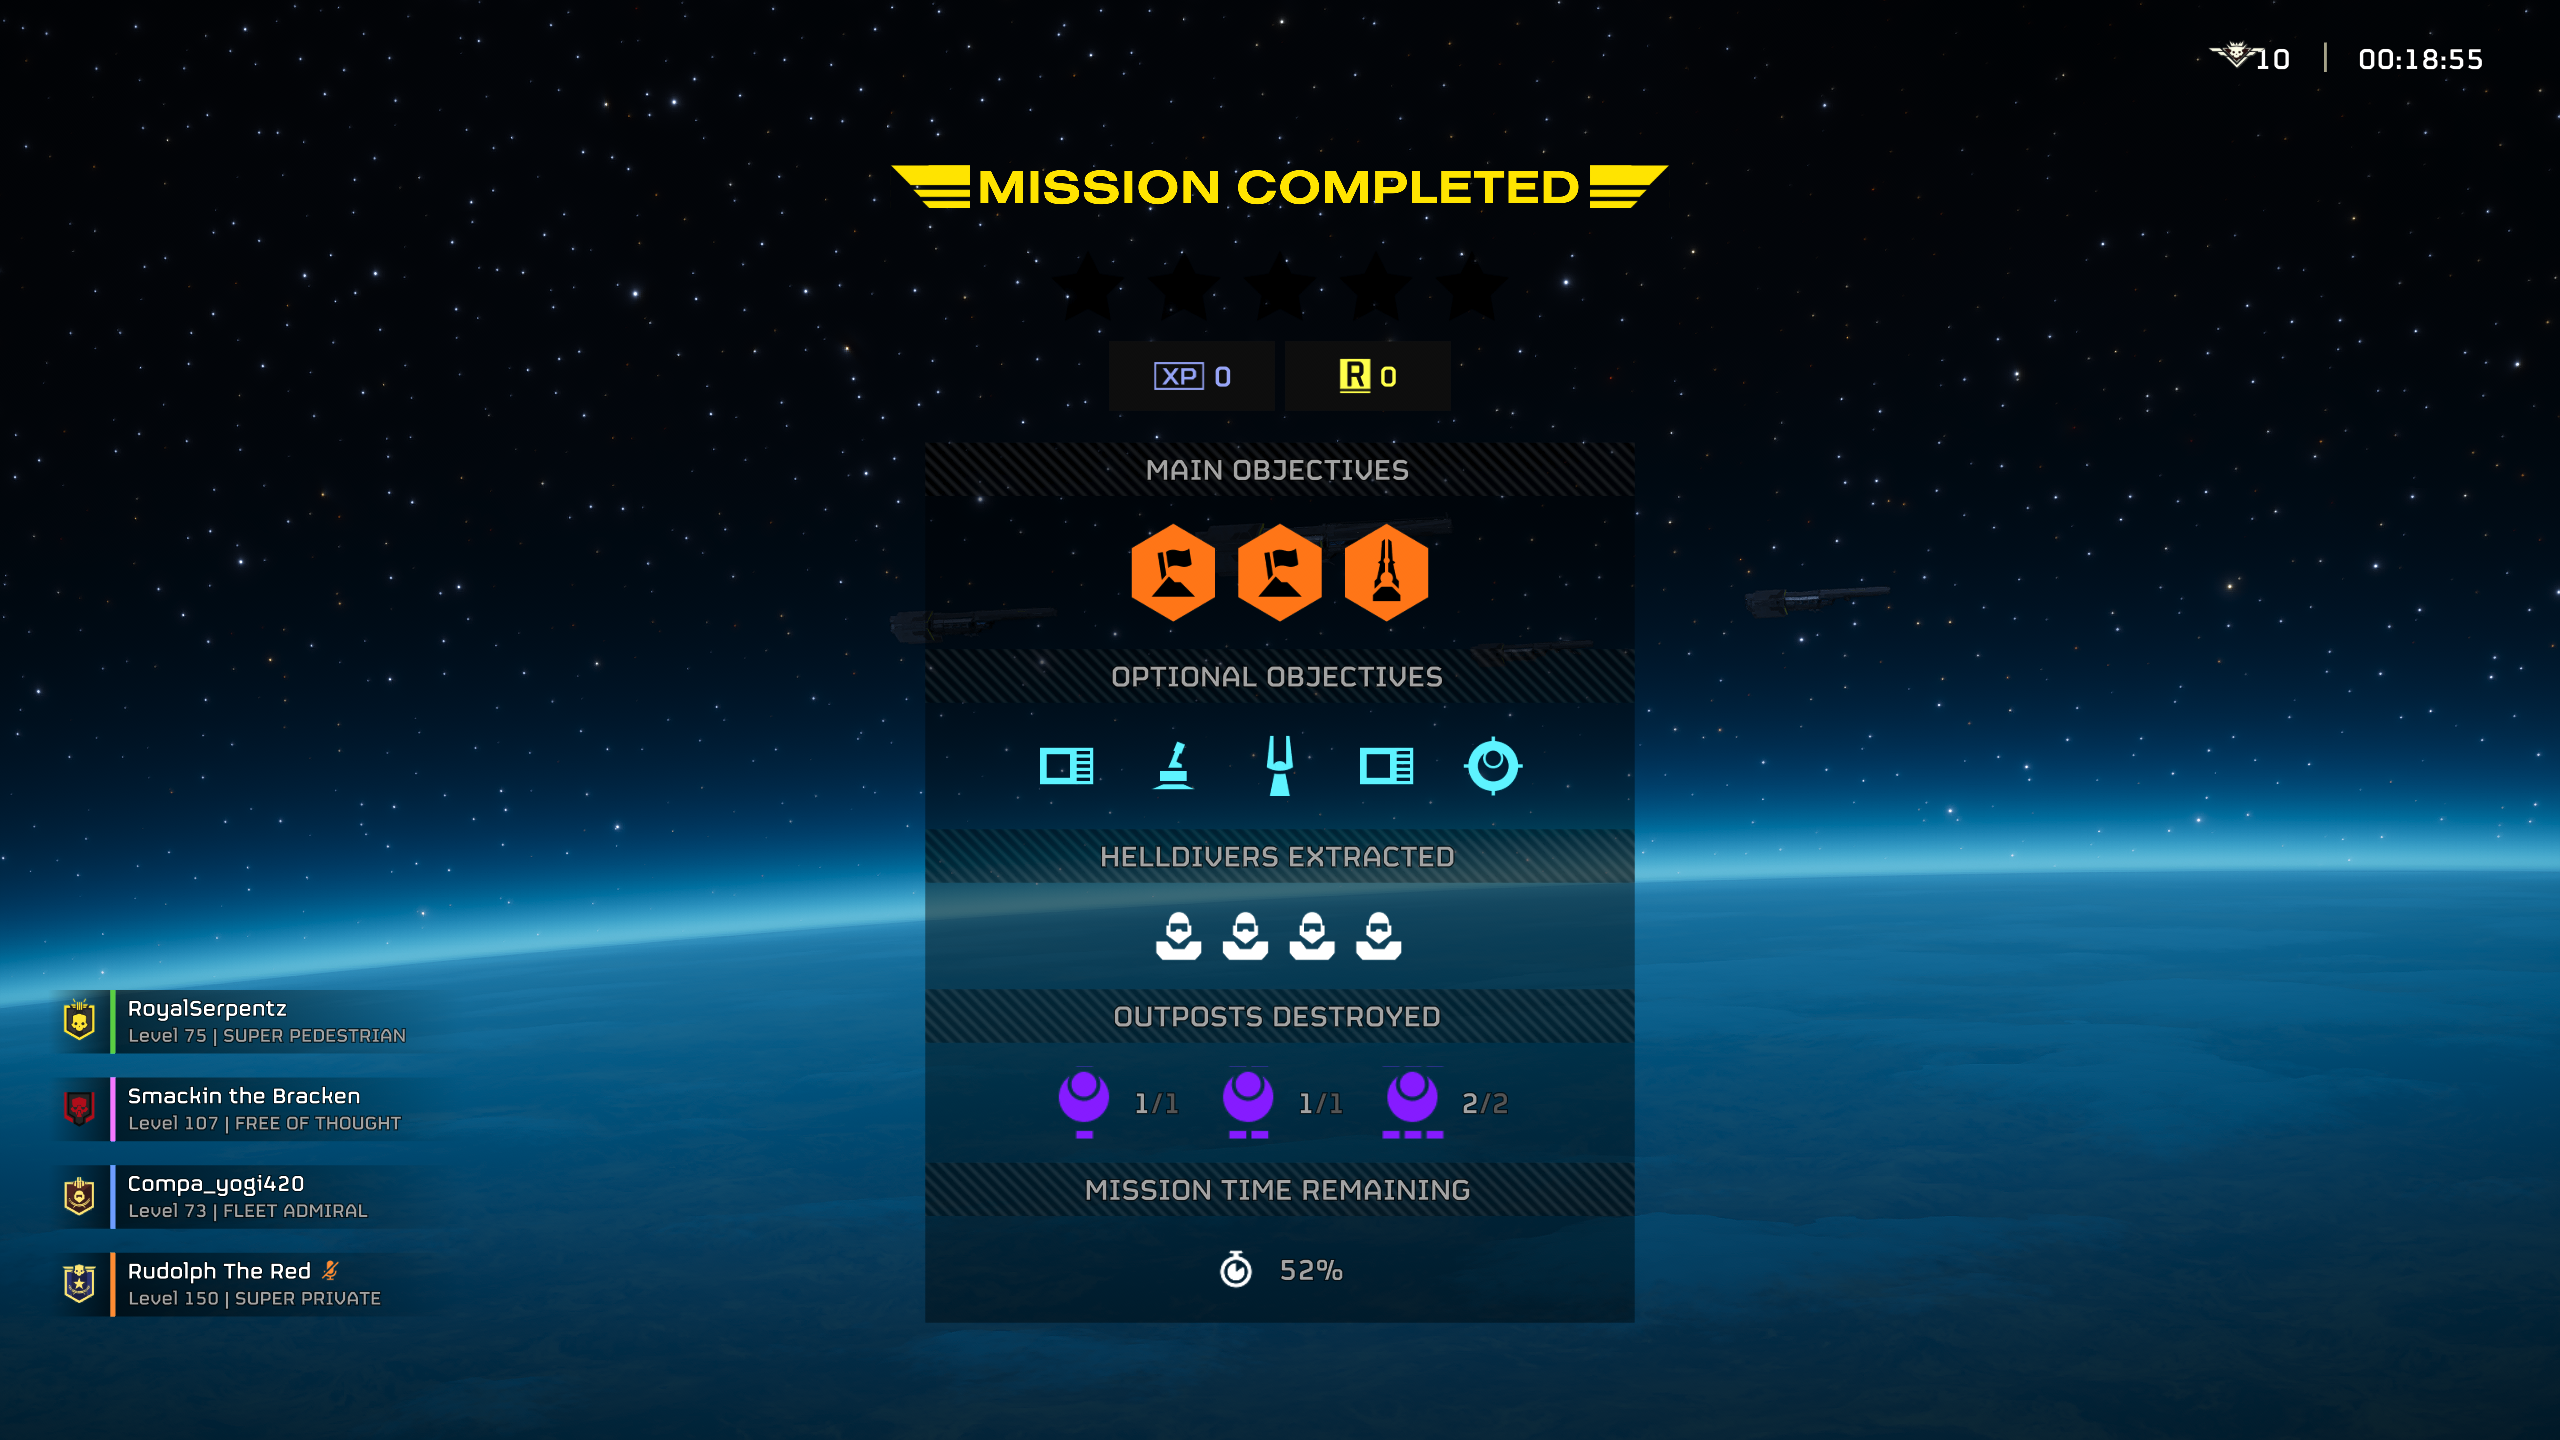 10 | 00:18:55
MISSION COMPLETED
XP 0
R 0
MAIN OBJECTIVES
OPTIONAL OBJECTIVES
HELLDIVERS EXTRACTED
OUTPOSTS DESTROYED
1/1 1/1 2/2
MISSION TIME REMAINING
52%
RoyalSerpentz
Level 75 | SUPER PEDESTRIAN
Smackin the Bracken
Level 107 | FREE OF THOUGHT
Compa_yogi420
Level 73 | FLEET ADMIRAL
Rudolph The Red
Level 150 | SUPER PRIVATE